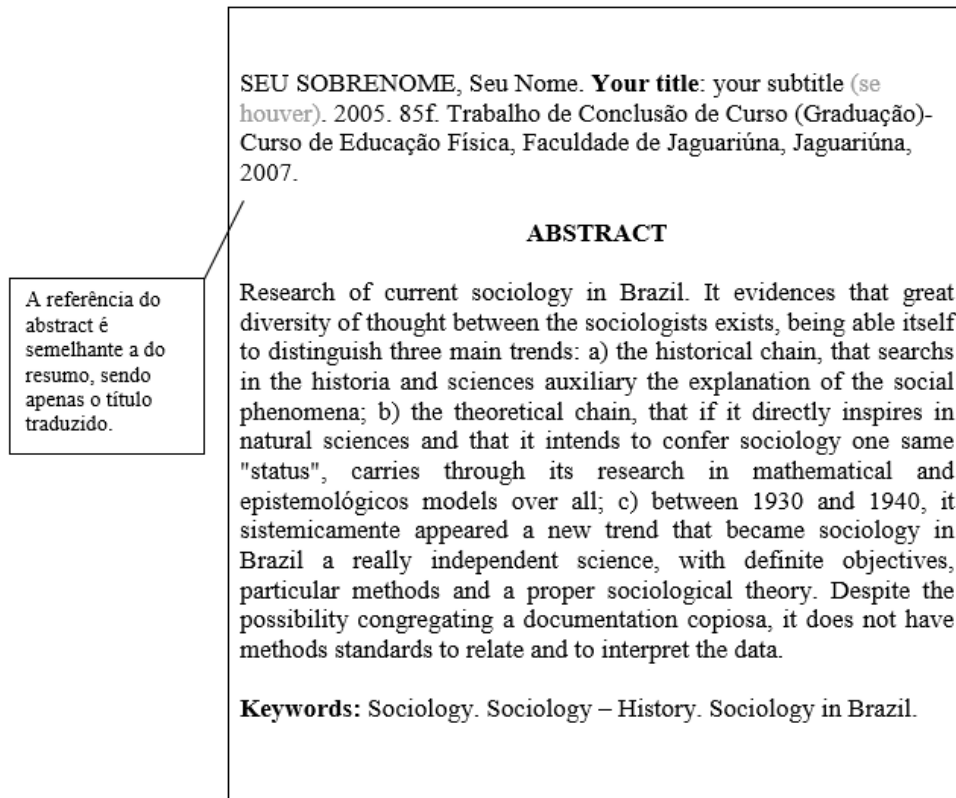 SEU SOBRENOME, Seu Nome. Your title: your subtitle (se
houver). 2005. 85f. Trabalho de Conclusão de Curso (Graduação)-
Curso de Educação Física, Faculdade de Jaguariúna, Jaguariúna,
2007.
ABSTRACT
A referência do
abstract é
semelhante a do
resumo, sendo
apenas o título
traduzido.
Research of current sociology in Brazil. It evidences that great
diversity of thought between the sociologists exists, being able itself
to distinguish three main trends: a) the historical chain, that searchs
in the historia and sciences auxiliary the explanation of the social
phenomena; b) the theoretical chain, that if it directly inspires in
natural sciences and that it intends to confer sociology one same
"status", carries through its research in mathematical and
epistemológicos models over all; c) between 1930 and 1940, it
sistemicamente appeared a new trend that became sociology in
Brazil a really independent science, with definite objectives,
particular methods and a proper sociological theory. Despite the
possibility congregating a documentation copiosa, it does not have
methods standards to relate and to interpret the data.
Keywords: Sociology. Sociology – History. Sociology in Brazil.